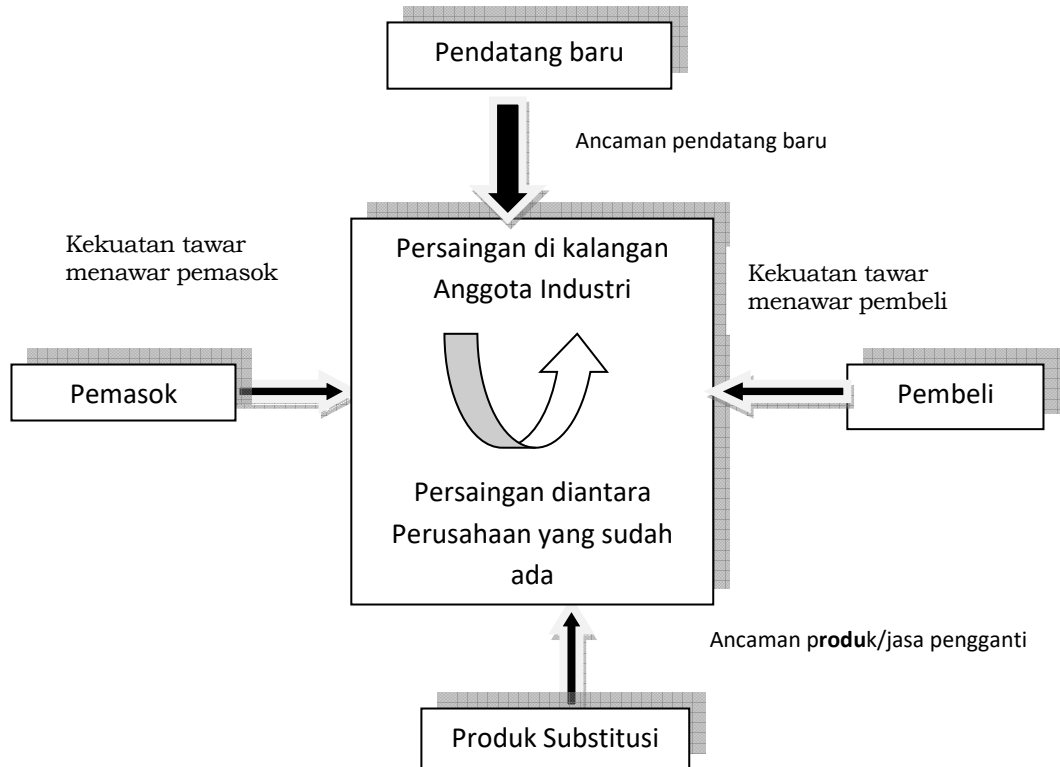 Pendatang baru
Ancaman pendatang baru
Kekuatan tawar
menawar pemasok
Persaingan di kalangan
Anggota Industri
Kekuatan tawar
menawar pembeli
Pemasok
Pembeli
Persaingan diantara
Perusahaan yang sudah
ada
Ancaman produk/jasa pengganti
Produk Substitusi